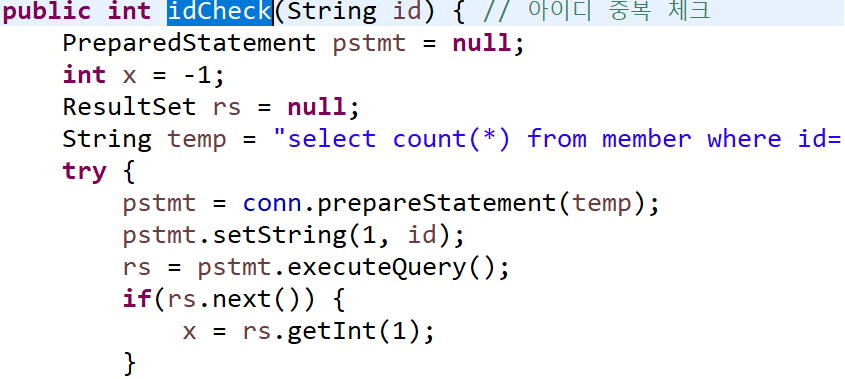 public int idCheck(String id) { // 아이디 중복 체크
PreparedStatement pstmt = null;
int x = -1;
ResultSet rs = null;
String temp = "select count(*) from member where id=
try {
pstmt = conn.prepareStatement(temp);
pstmt.setString(1, id);
rs = pstmt.executeQuery();
if(rs.next()) {
x = rs.getInt(1);
}